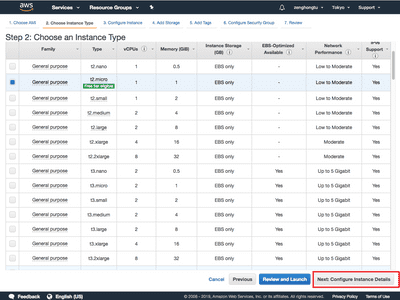 aws Services Resource Groups zenghonglu Tokyo Support
1. Choose AMI 2. Choose Instance Type 3. Configure Instance 4. Add Storage 5. Add Tags 6. Configure Security Group 7. Review
Step 2: Choose an Instance Type
Family Type vCPUs Memory (GiB) Instance Storage (GB) EBS-Optimized Available Network Performance IPv6 Support
General purpose t2.nano 1 0.5 EBS only - Low to Moderate Yes
General purpose t2.micro 1 1 EBS only - Low to Moderate Yes
Free tier eligible
General purpose t2.small 1 2 EBS only - Low to Moderate Yes
General purpose t2.medium 2 4 EBS only - Low to Moderate Yes
General purpose t2.large 2 8 EBS only - Low to Moderate Yes
General purpose t2.xlarge 4 16 EBS only - Moderate Yes
General purpose t2.2xlarge 8 32 EBS only - Moderate Yes
General purpose t3.nano 2 0.5 EBS only Yes Up to 5 Gigabit Yes
General purpose t3.micro 2 1 EBS only Yes Up to 5 Gigabit Yes
General purpose t3.small 2 2 EBS only Yes Up to 5 Gigabit Yes
General purpose t3.medium 2 4 EBS only Yes Up to 5 Gigabit Yes
General purpose t3.large 2 8 EBS only Yes Up to 5 Gigabit Yes
General purpose t3.xlarge 4 16 EBS only Yes Up to 5 Gigabit Yes
General purpose t3.2xlarge 8 32 EBS only Yes Up to 5 Gigabit Yes
Cancel Previous Review and Launch Next: Configure Instance Details
Feedback English (US) © 2008 - 2019, Amazon Web Services, Inc. or its affiliates. All rights reserved. Privacy Policy Terms of Use